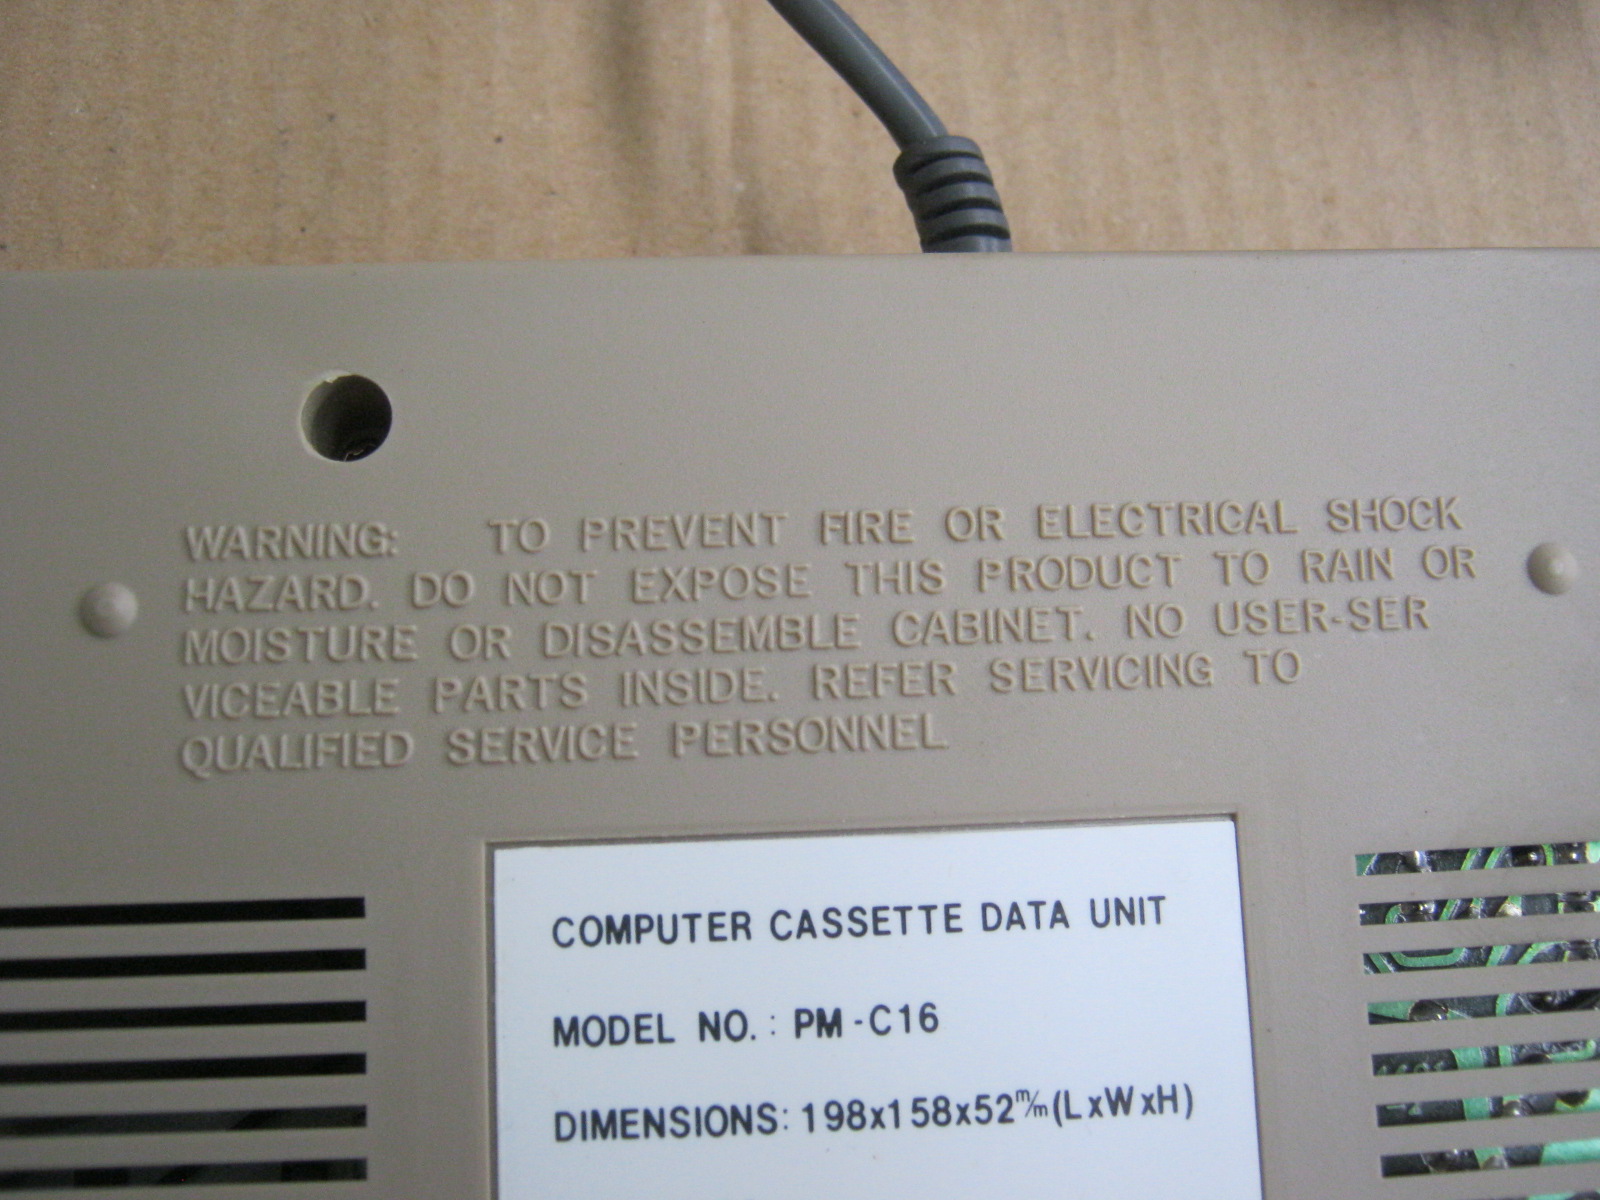 WARNING: TO PREVENT FIRE OR ELECTRICAL SHOCK
HAZARD. DO NOT EXPOSE THIS PRODUCT TO RAIN OR
MOISTURE OR DISASSEMBLE CABINET. NO USER-SER
VICEABLE PARTS INSIDE. REFER SERVICING TO
QUALIFIED SERVICE PERSONNEL
COMPUTER CASSETTE DATA UNIT
MODEL NO. : PM-C16
DIMENSIONS: 198x158x52m/m(LxWxH)